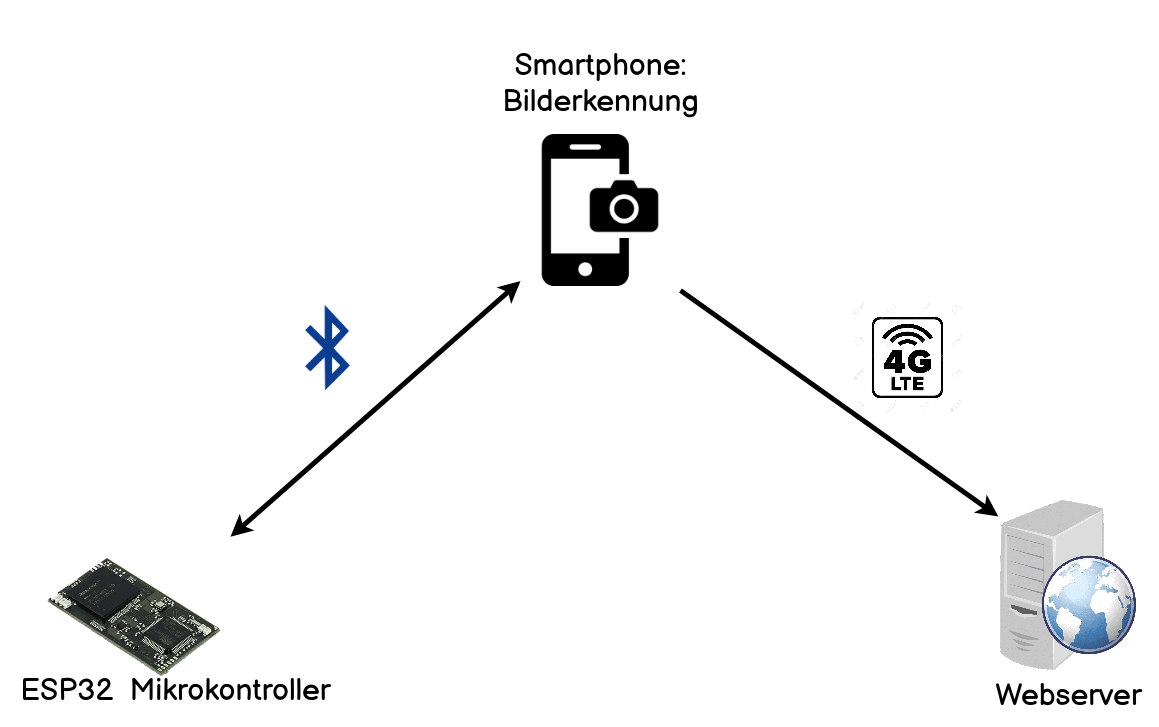 Smartphone:
Bilderkennung
4G
LTE
ESP32 Mikrokontroller
Webserver